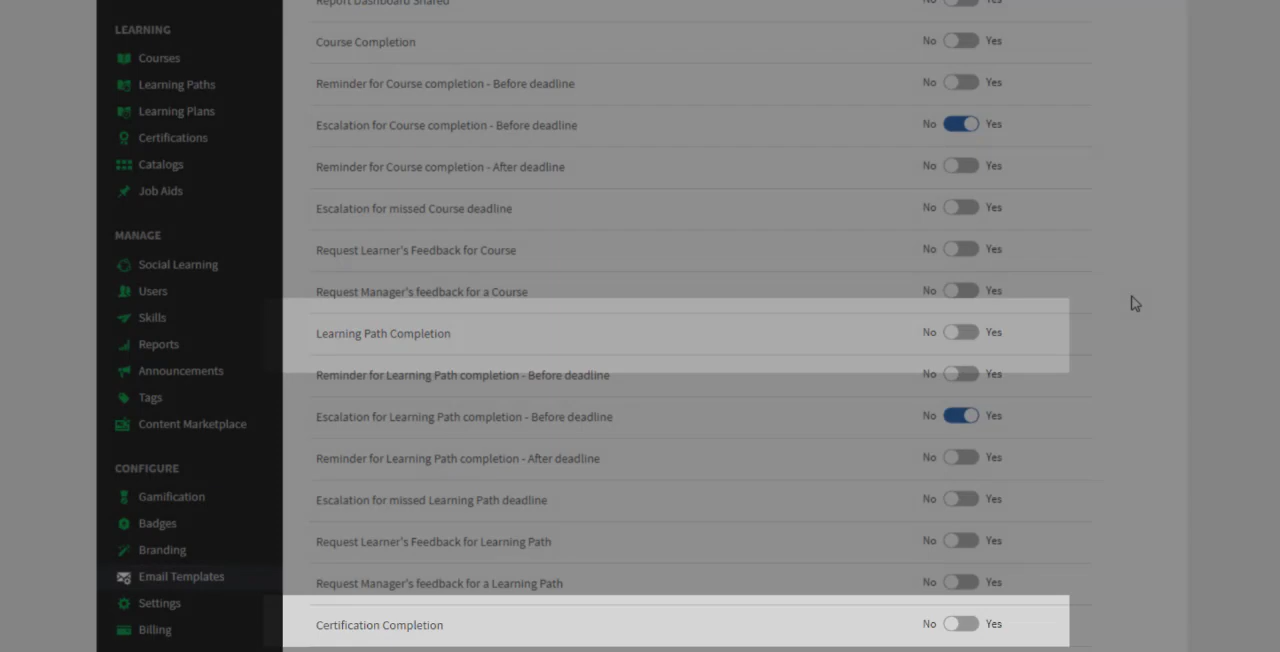 LEARNING
Courses
Learning Paths
Learning Plans
Certifications
Catalogs
Job Aids
MANAGE
Social Learning
Users
Skills
Reports
Announcements
Tags
Content Marketplace
CONFIGURE
Gamification
Badges
Branding
Email Templates
Settings
Billing
Report Dashboard Shared No Yes
Course Completion No Yes
Reminder for Course completion - Before deadline No Yes
Escalation for Course completion - Before deadline No Yes
Reminder for Course completion - After deadline No Yes
Escalation for missed Course deadline No Yes
Request Learner's Feedback for Course No Yes
Request Manager's feedback for a Course No Yes
Learning Path Completion No Yes
Reminder for Learning Path completion - Before deadline No Yes
Escalation for Learning Path completion - Before deadline No Yes
Reminder for Learning Path completion - After deadline No Yes
Escalation for missed Learning Path deadline No Yes
Request Learner's Feedback for Learning Path No Yes
Request Manager's feedback for a Learning Path No Yes
Certification Completion No Yes